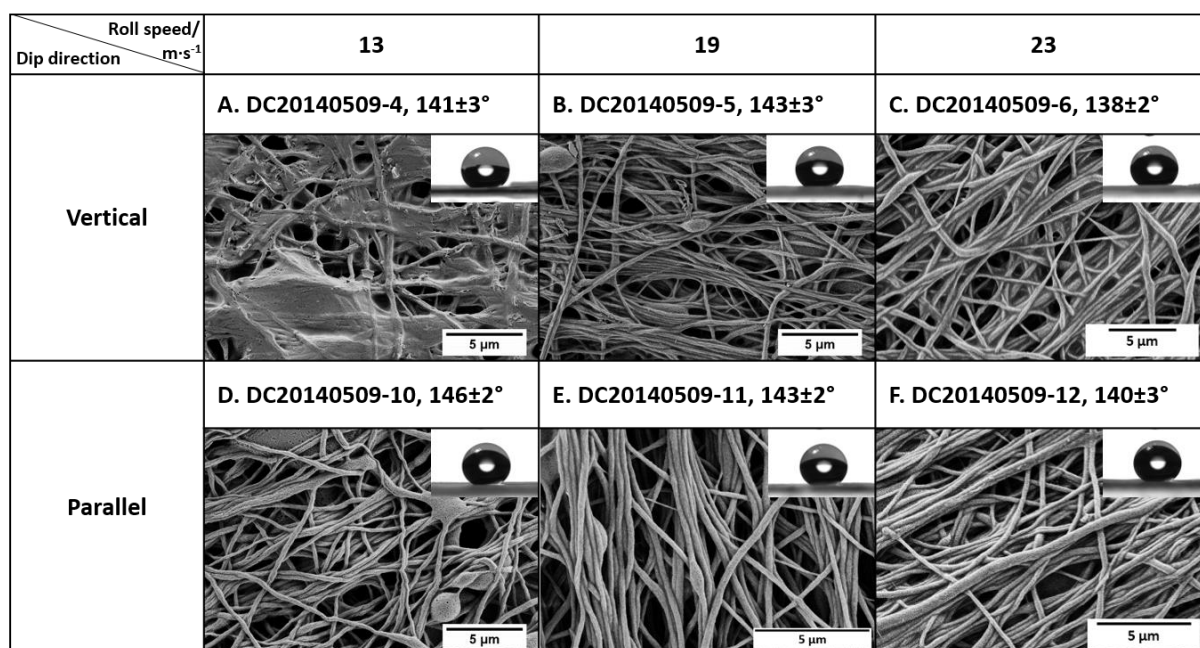 Roll speed/
m·s⁻¹
Dip direction
13
19
23
Vertical
A. DC20140509-4, 141±3°
B. DC20140509-5, 143±3°
C. DC20140509-6, 138±2°
5 µm
5 µm
5 µm
Parallel
D. DC20140509-10, 146±2°
E. DC20140509-11, 143±2°
F. DC20140509-12, 140±3°
5 µm
5 µm
5 µm